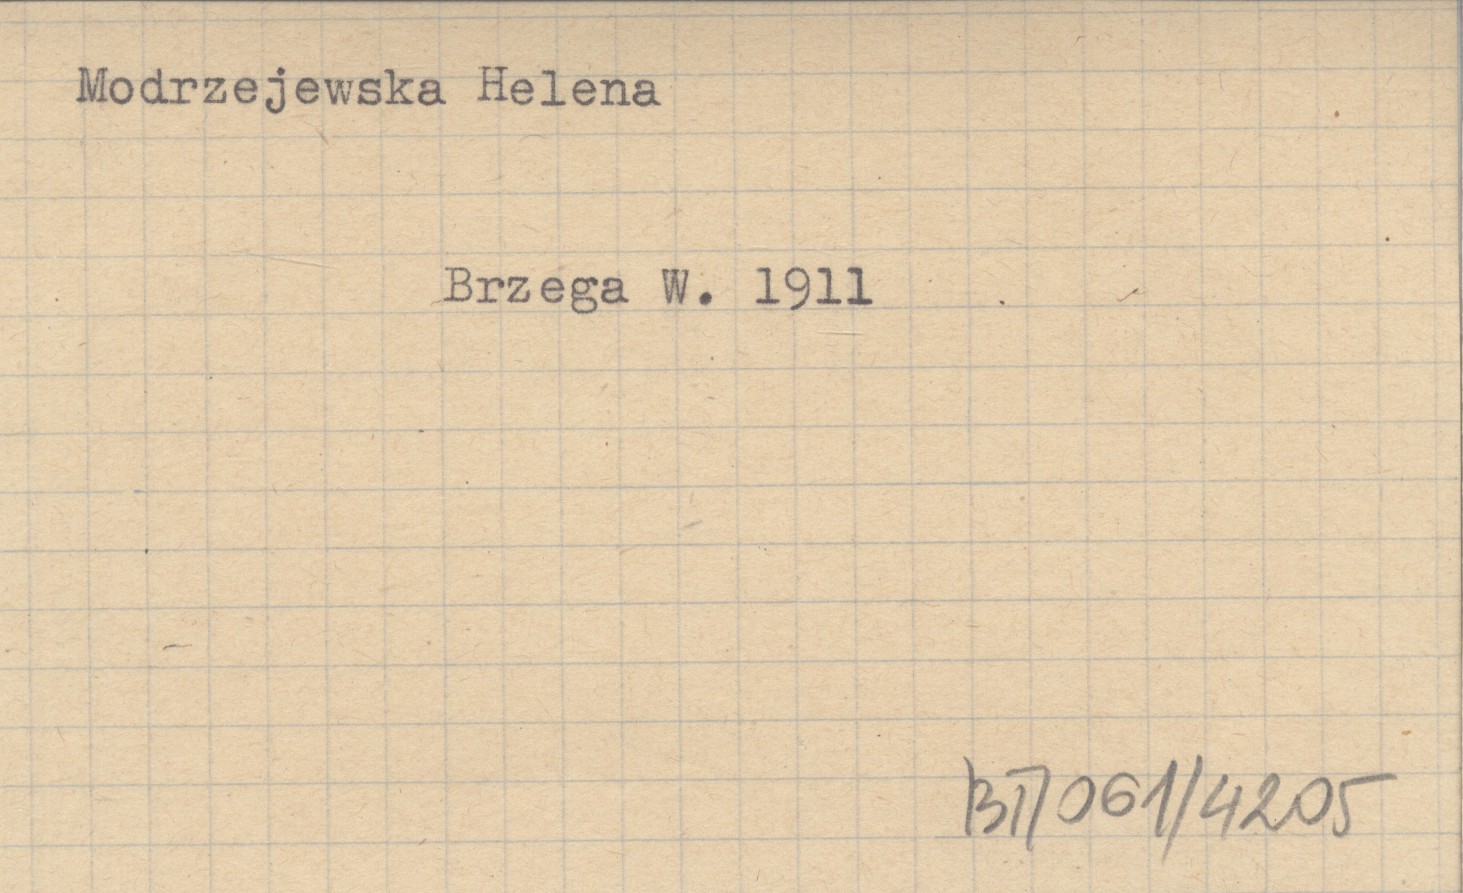 Modrzejewska Helena
Brzega W. 1911
BT/061/4205